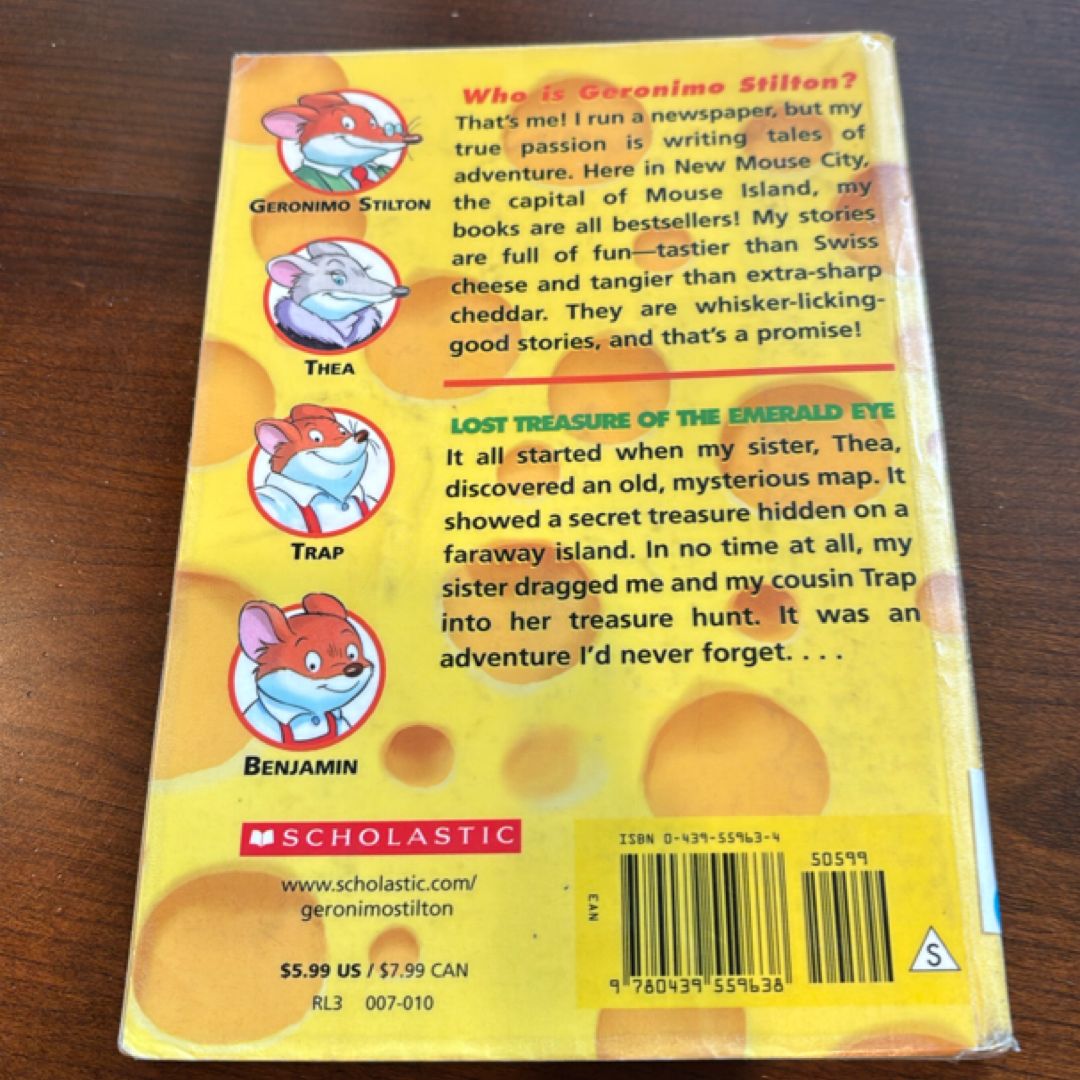 Who is Geronimo Stilton?
That's me! I run a newspaper, but my
true passion is writing tales of
adventure. Here in New Mouse City,
the capital of Mouse Island, my
books are all bestsellers! My stories
are full of fun—tastier than Swiss
cheese and tangier than extra-sharp
cheddar. They are whisker-licking-
good stories, and that's a promise!
GERONIMO STILTON
THEA
TRAP
BENJAMIN
LOST TREASURE OF THE EMERALD EYE
It all started when my sister, Thea,
discovered an old, mysterious map. It
showed a secret treasure hidden on a
faraway island. In no time at all, my
sister dragged me and my cousin Trap
into her treasure hunt. It was an
adventure I'd never forget. . . .
SCHOLASTIC
www.scholastic.com/
geronimostilton
$5.99 US / $7.99 CAN
RL3 007-010
ISBN 0-439-55963-4
50599
EAN
9 780439 559638
S